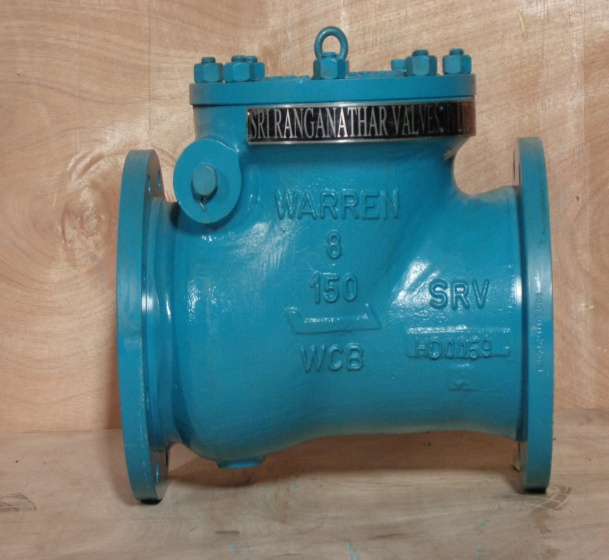 SRI RANGANATHAR VALVES
WARREN
8
150
SRV
WCB